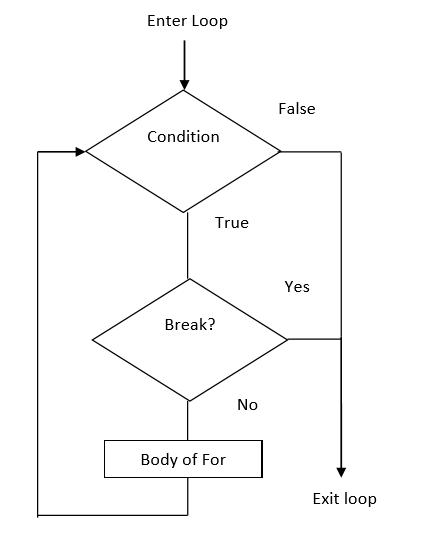 Enter Loop
False
Condition
True
Yes
Break?
No
Body of For
Exit loop